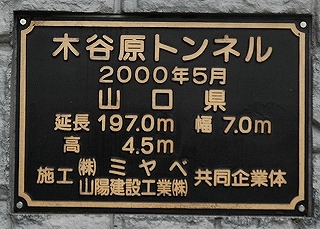 木谷原トンネル
2000年5月
山口県
延長 197.0m 幅 7.0m
高 4.5m
施工 ㈱ミヤベ 共同企業体
山陽建設工業㈱